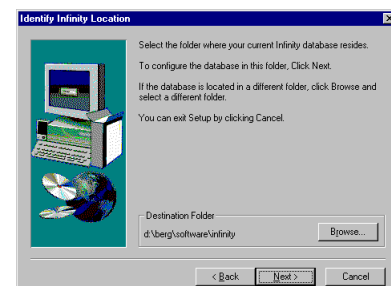 Identify Infinity Location
Select the folder where your current Infinity database resides.
To configure the database in this folder, Click Next.
If the database is located in a different folder, click Browse and
select a different folder.
You can exit Setup by clicking Cancel.
Destination Folder
d:\berg\software\infinity
Browse...
< Back
Next >
Cancel